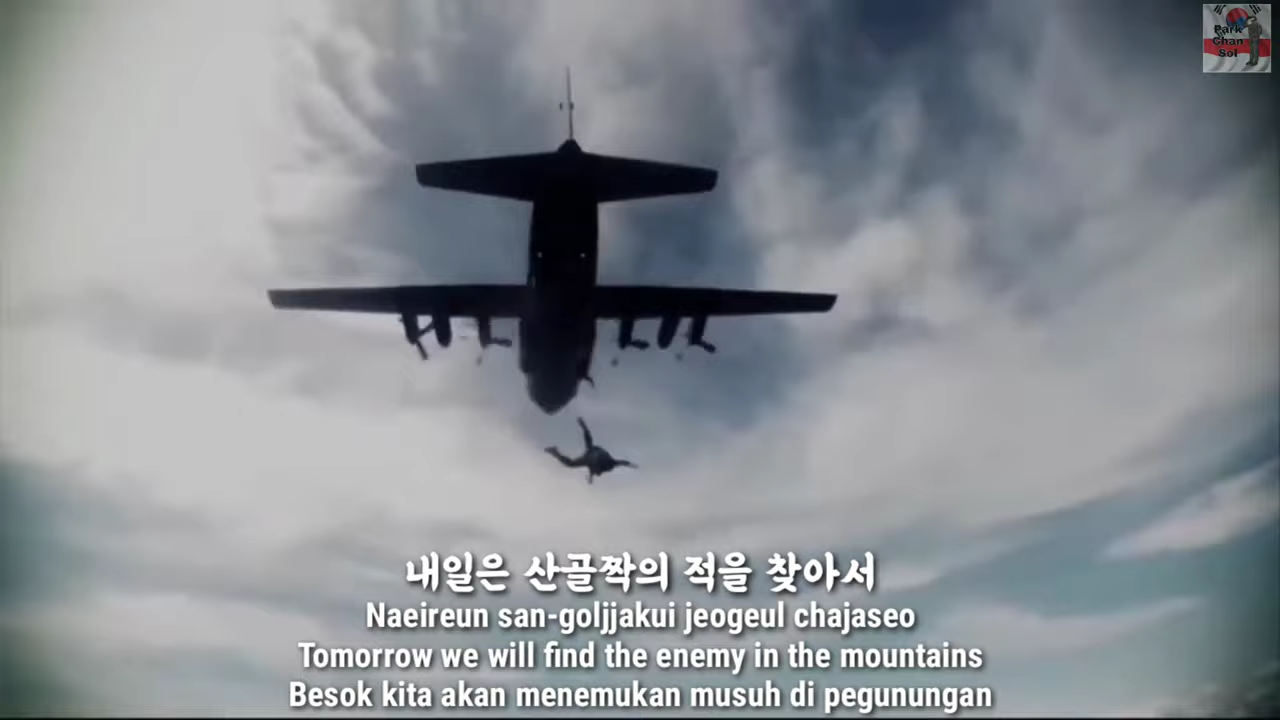 Park
Chan
Sol
내일은 산골짝의 적을 찾아서
Naeireun san-goljjakui jeogeul chajaseo
Tomorrow we will find the enemy in the mountains
Besok kita akan menemukan musuh di pegunungan